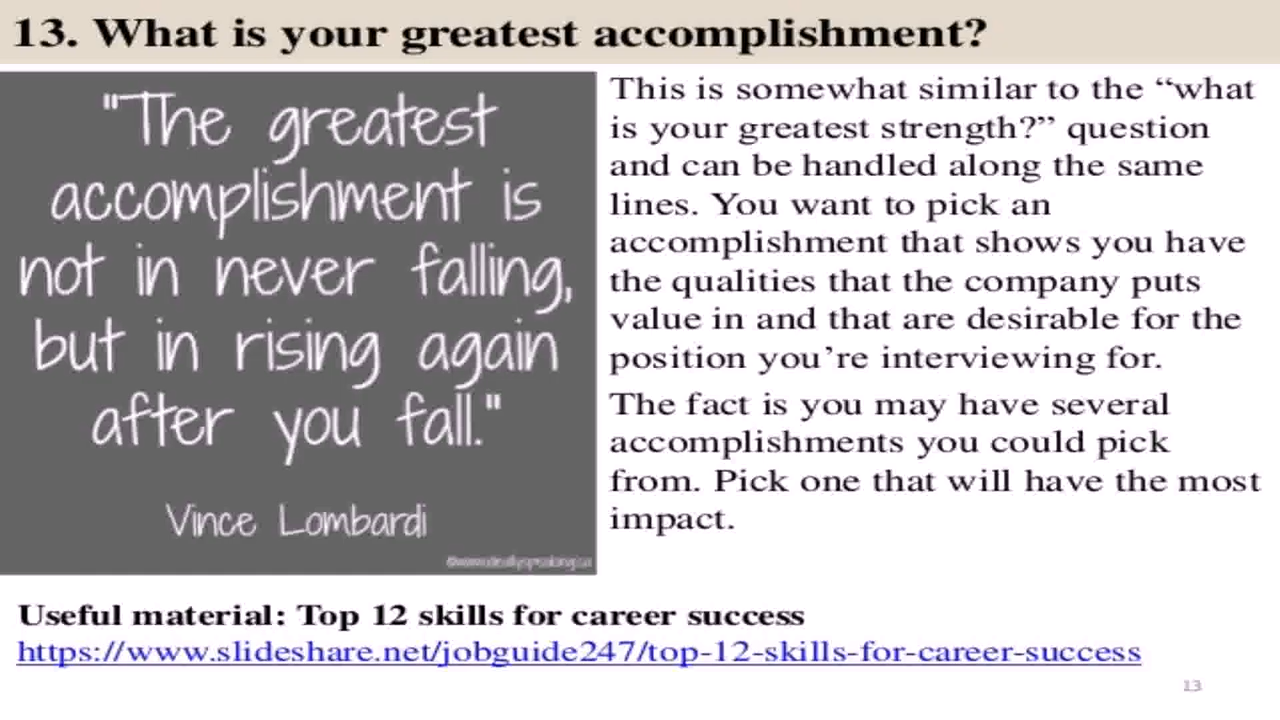 13. What is your greatest accomplishment?
"The greatest
accomplishment is
not in never falling,
but in rising again
after you fall."
Vince Lombardi
This is somewhat similar to the “what
is your greatest strength?” question
and can be handled along the same
lines. You want to pick an
accomplishment that shows you have
the qualities that the company puts
value in and that are desirable for the
position you’re interviewing for.
The fact is you may have several
accomplishments you could pick
from. Pick one that will have the most
impact.
Useful material: Top 12 skills for career success
https://www.slideshare.net/jobguide247/top-12-skills-for-career-success
13